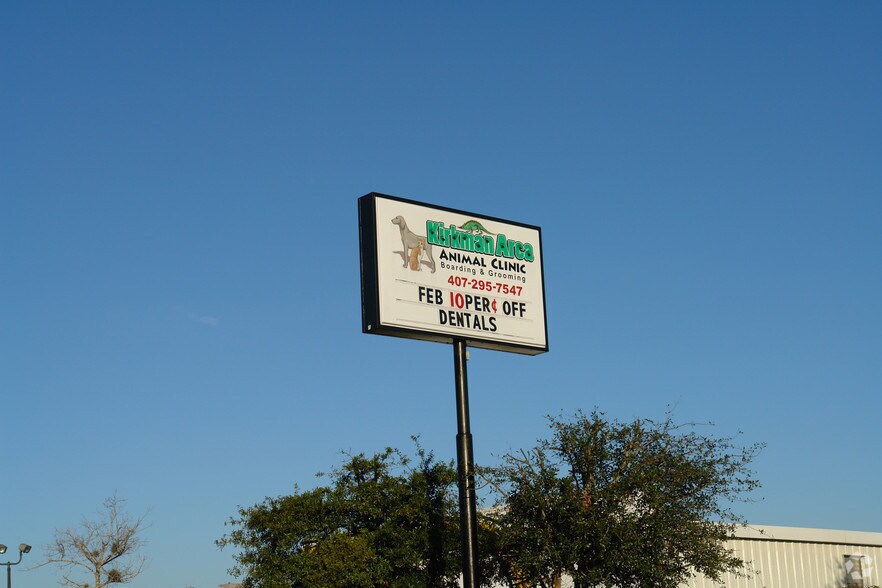 Kirkman Area
ANIMAL CLINIC
Boarding & Grooming
407-295-7547
FEB 10PER¢ OFF
DENTALS